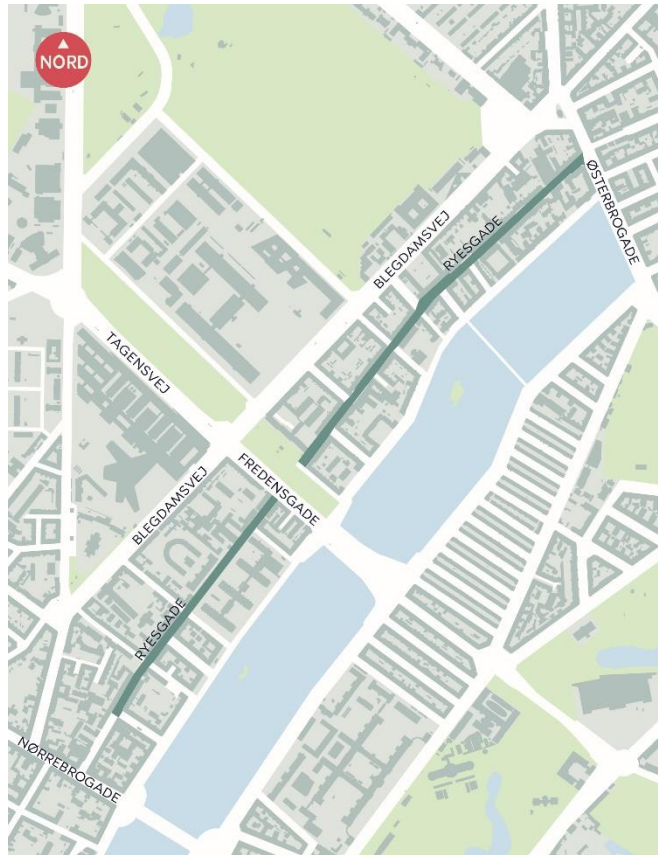 NORD
ØSTERBROGADE
BLEGDAMSVEJ
RYESGADE
TAGENSVEJ
FREDENSGADE
BLEGDAMSVEJ
RYESGADE
NØRREBROGADE